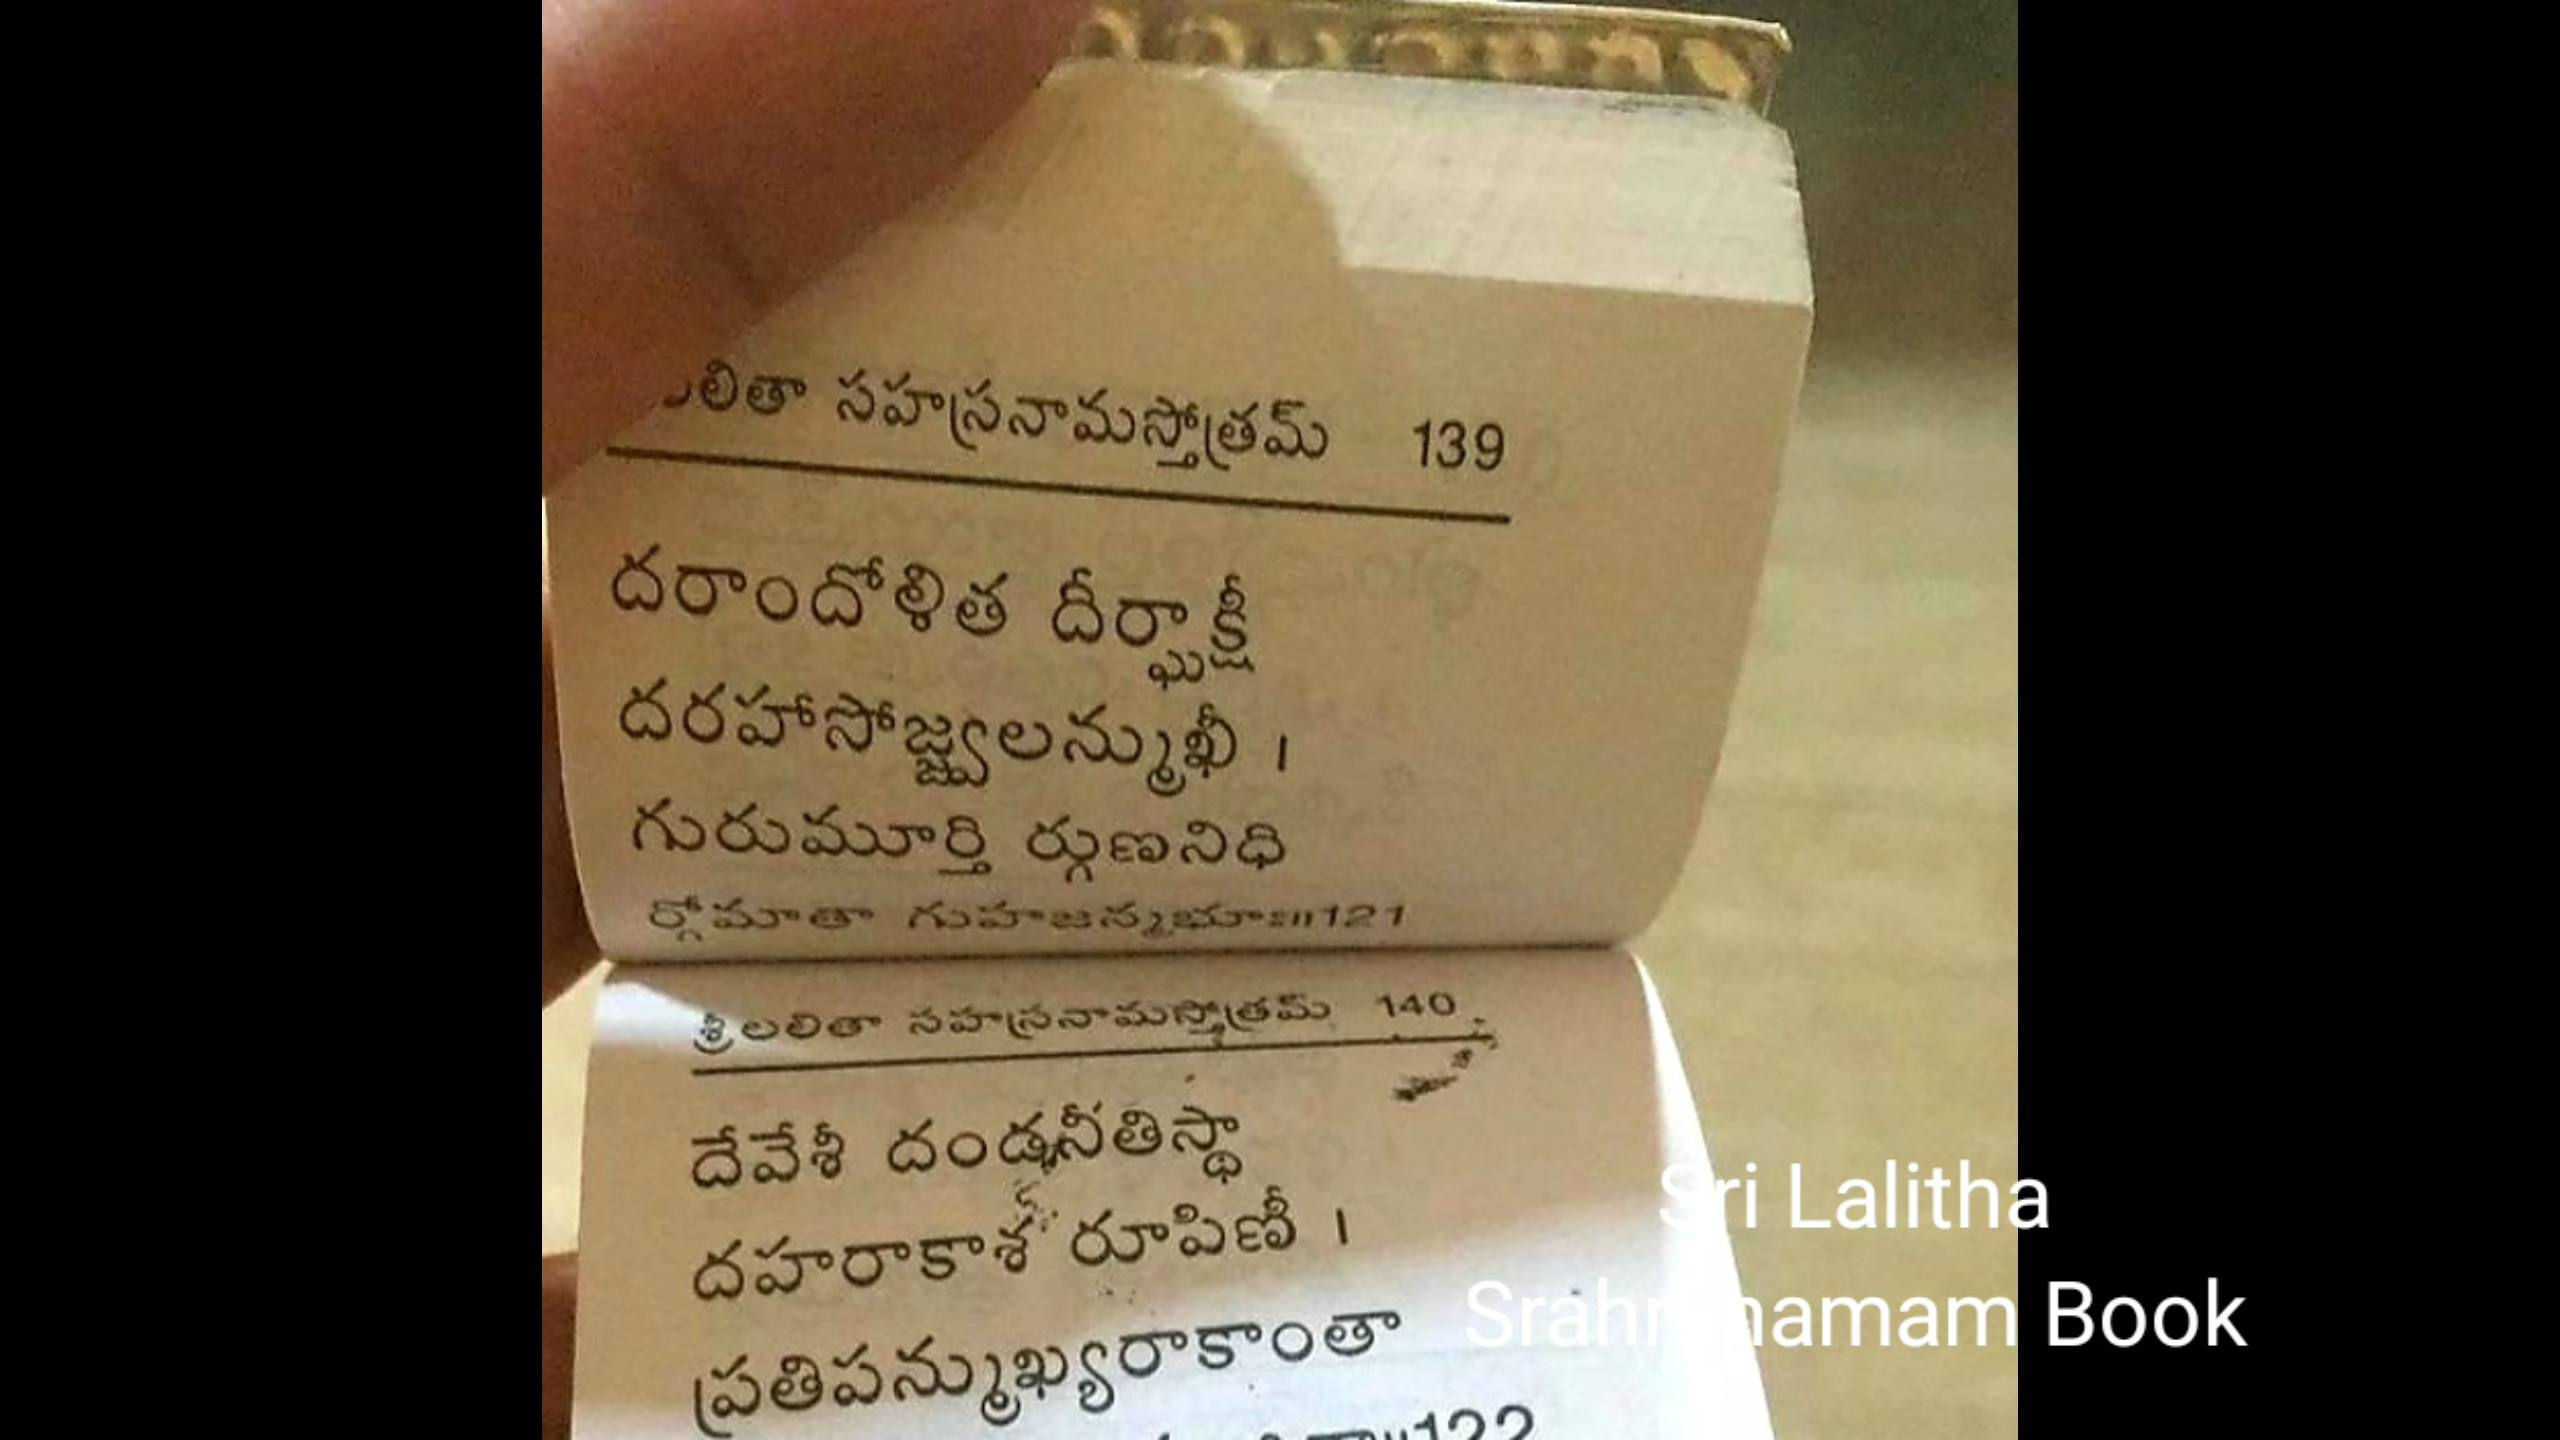 సహస్రనామస్తోత్రమ్ 139
దరాందోళిత దీర్ఘాక్షీ
దరహాసోజ్జ్వలన్ముఖీ ।
గురుమూర్తి ర్గుణనిధి
ర్గోమాతా గుహజన్మభూః॥121
శ్రీలలితా సహస్రనామస్తోత్రమ్ 140
దేవేశీ దండనీతిస్థా
దహరాకాశ రూపిణీ ।
ప్రతిపన్ముఖ్యరాకాంతా
॥122
Sri Lalitha
Book